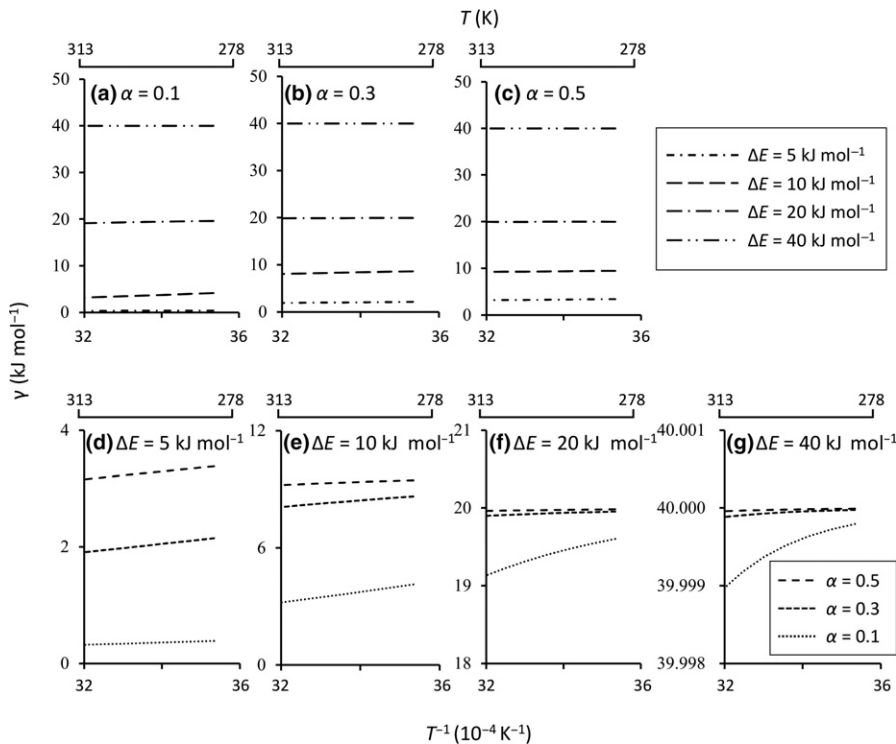 T (K)
313 278 313 278 313 278
(a) α = 0.1 (b) α = 0.3 (c) α = 0.5
50 50 50
40 40 40
30 30 30
20 20 20
10 10 10
0 0 0
32 36 32 36 32 36
ΔE = 5 kJ mol⁻¹
ΔE = 10 kJ mol⁻¹
ΔE = 20 kJ mol⁻¹
ΔE = 40 kJ mol⁻¹
γ (kJ mol⁻¹)
313 278 313 278 313 278 313 278
(d) ΔE = 5 kJ mol⁻¹ (e) ΔE = 10 kJ mol⁻¹ (f) ΔE = 20 kJ mol⁻¹ (g) ΔE = 40 kJ mol⁻¹
4 12 21 40.001
2 6 20 40.000
19 39.999
0 0 18 39.998
32 36 32 36 32 36 32 36
α = 0.5
α = 0.3
α = 0.1
T⁻¹ (10⁻⁴ K⁻¹)